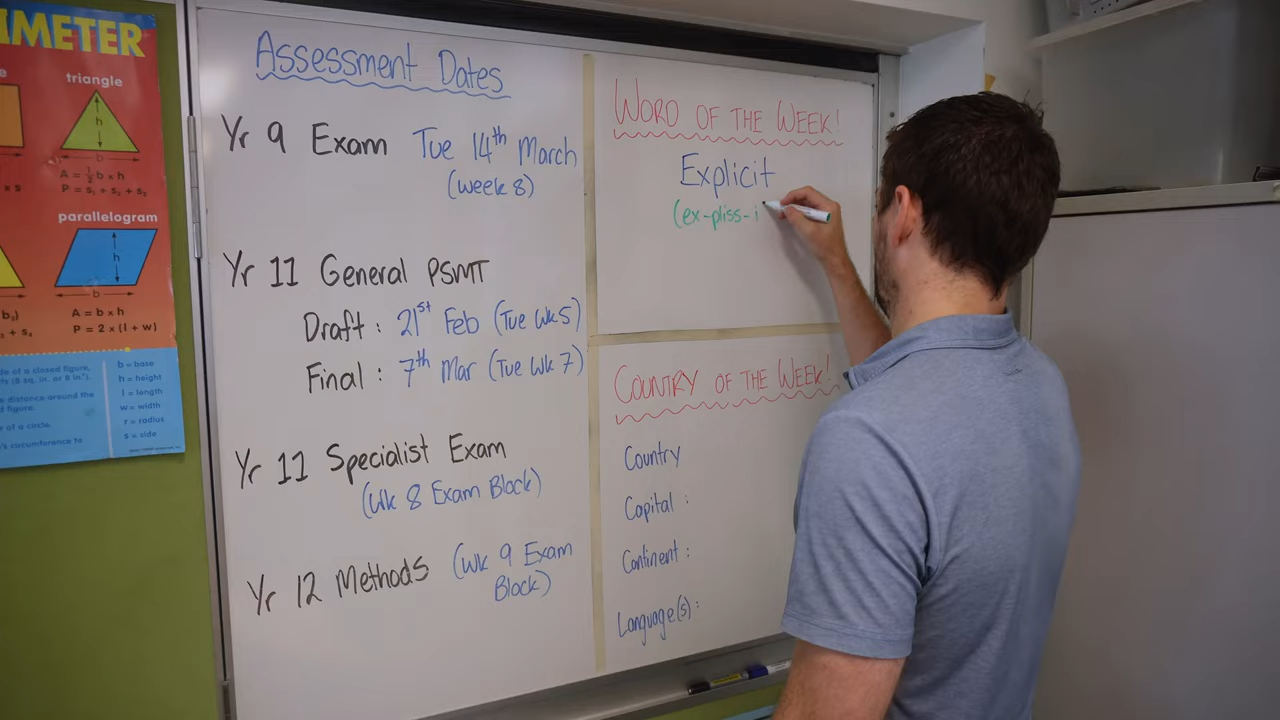 IMETER
triangle
h
b
A = ½ b x h
P = s₁ + s₂ + s₃
parallelogram
h
b
A = b x h
P = 2 x (l + w)
b = base
h = height
l = length
w = width
r = radius
s = side
Assessment Dates
Yr 9 Exam Tue 14th March
(week 8)
Yr 11 General PSMT
Draft : 21st Feb (Tue Wk5)
Final : 7th Mar (Tue Wk 7)
Yr 11 Specialist Exam
(Wk 8 Exam Block)
Yr 12 Methods (Wk 9 Exam
Block)
WORD OF THE WEEK!
Explicit
(ex-pliss-i
COUNTRY OF THE WEEK!
Country
Capital :
Continent :
Language(s) :